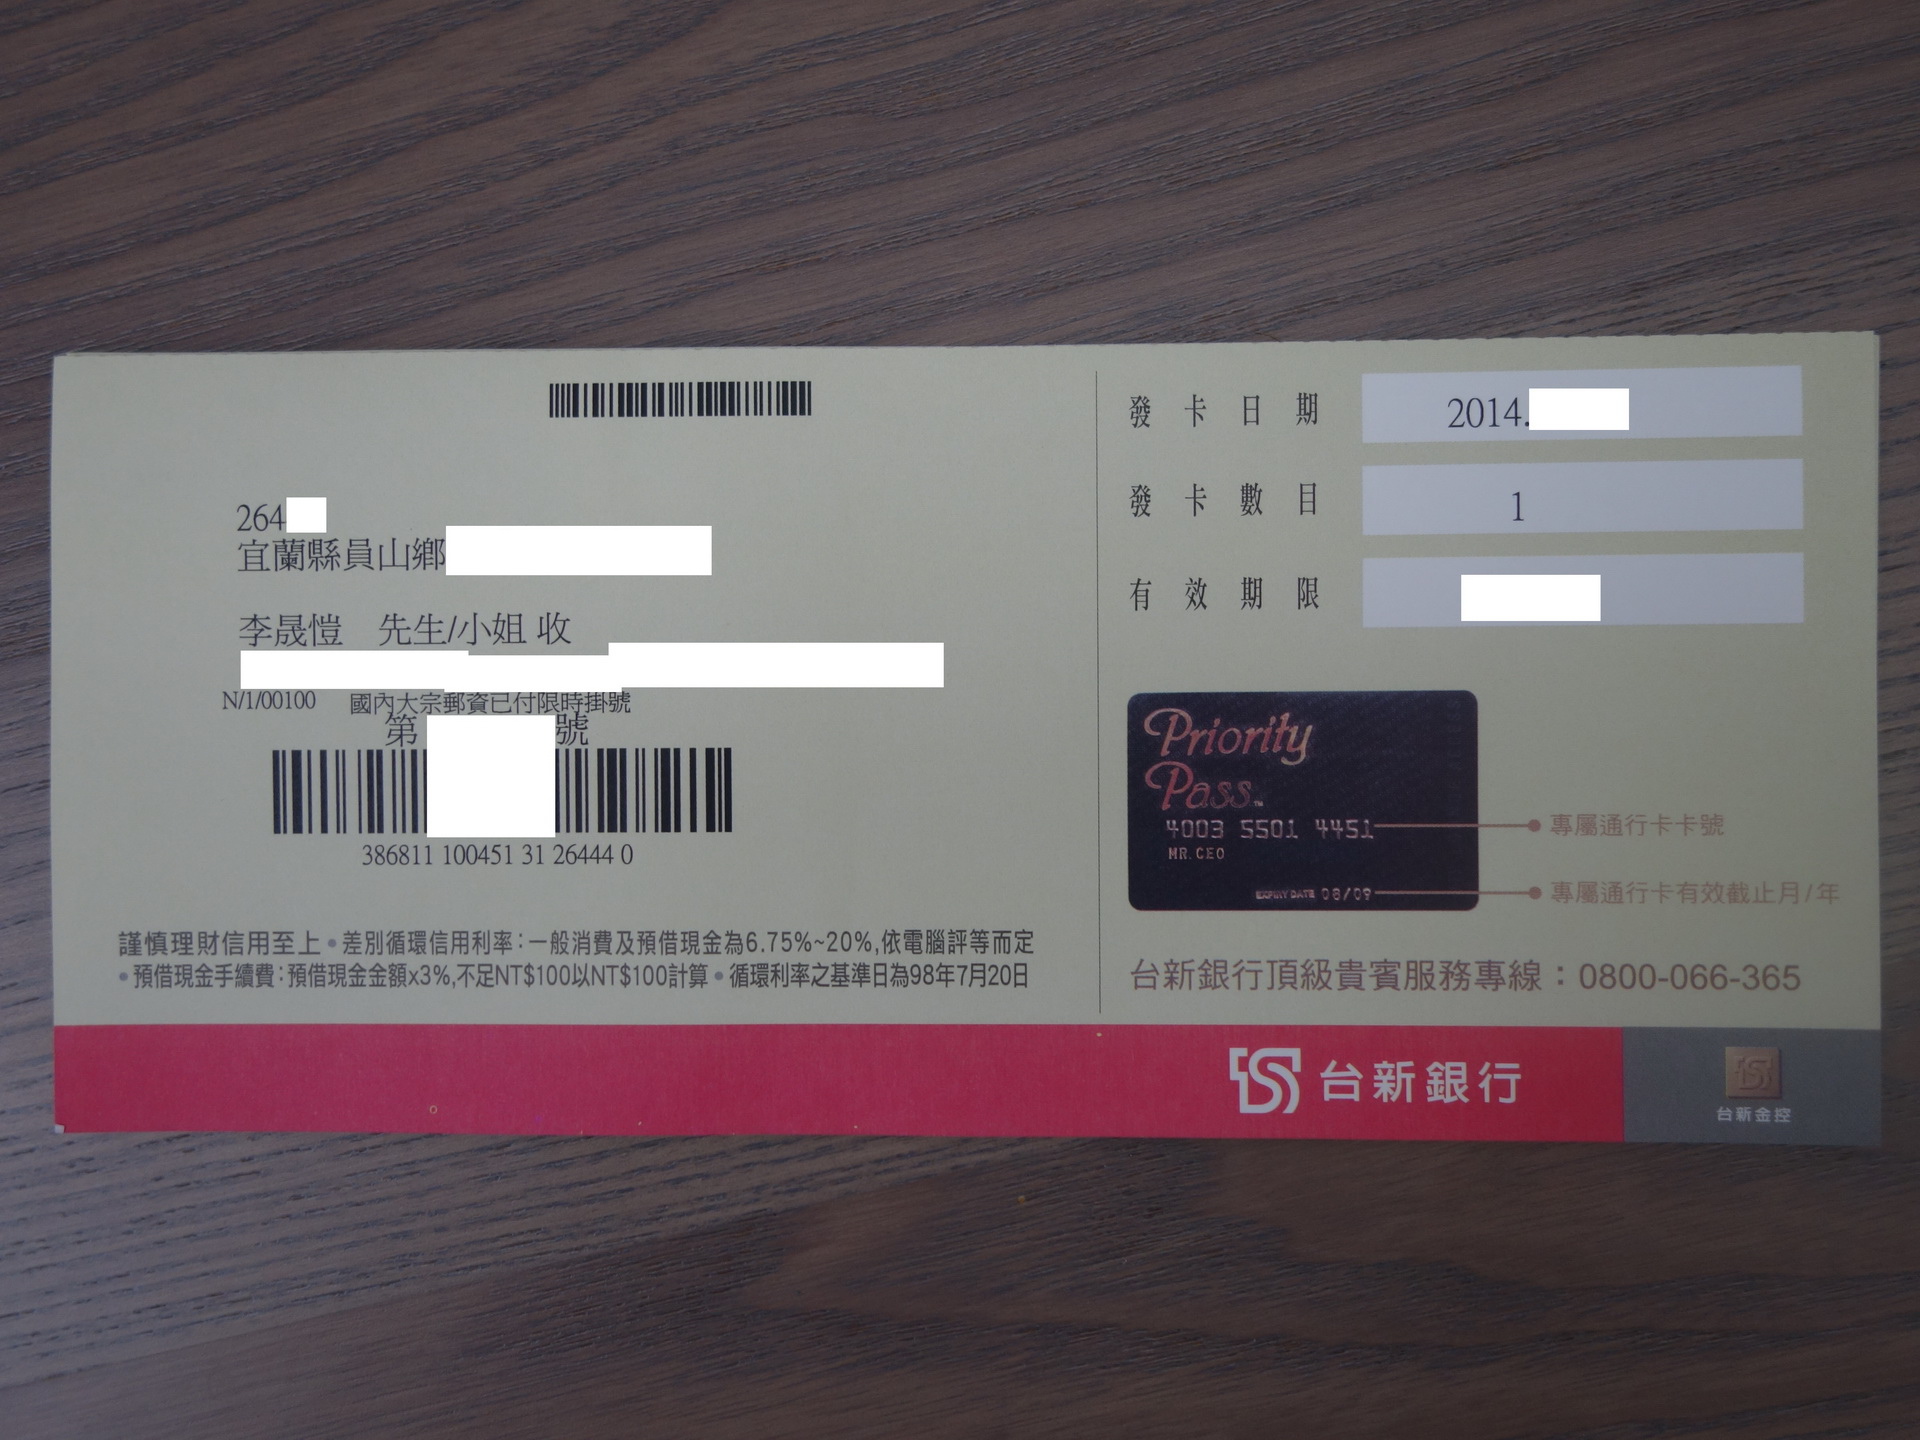 264
宜蘭縣員山鄉
李晟愷　先生/小姐 收
N/1/00100 國內大宗郵資已付限時掛號
第 號
386811 100451 31 26444 0
謹慎理財信用至上•差別循環信用利率:一般消費及預借現金為6.75%~20%,依電腦評等而定
•預借現金手續費:預借現金金額x3%,不足NT$100以NT$100計算•循環利率之基準日為98年7月20日
發卡日期 2014.
發卡數目 1
有效期限
Priority
Pass™
4003 5501 4451 專屬通行卡卡號
MR. CEO
EXPIRY DATE 08/09 專屬通行卡有效截止月/年
台新銀行頂級貴賓服務專線：0800-066-365
台新銀行
台新金控